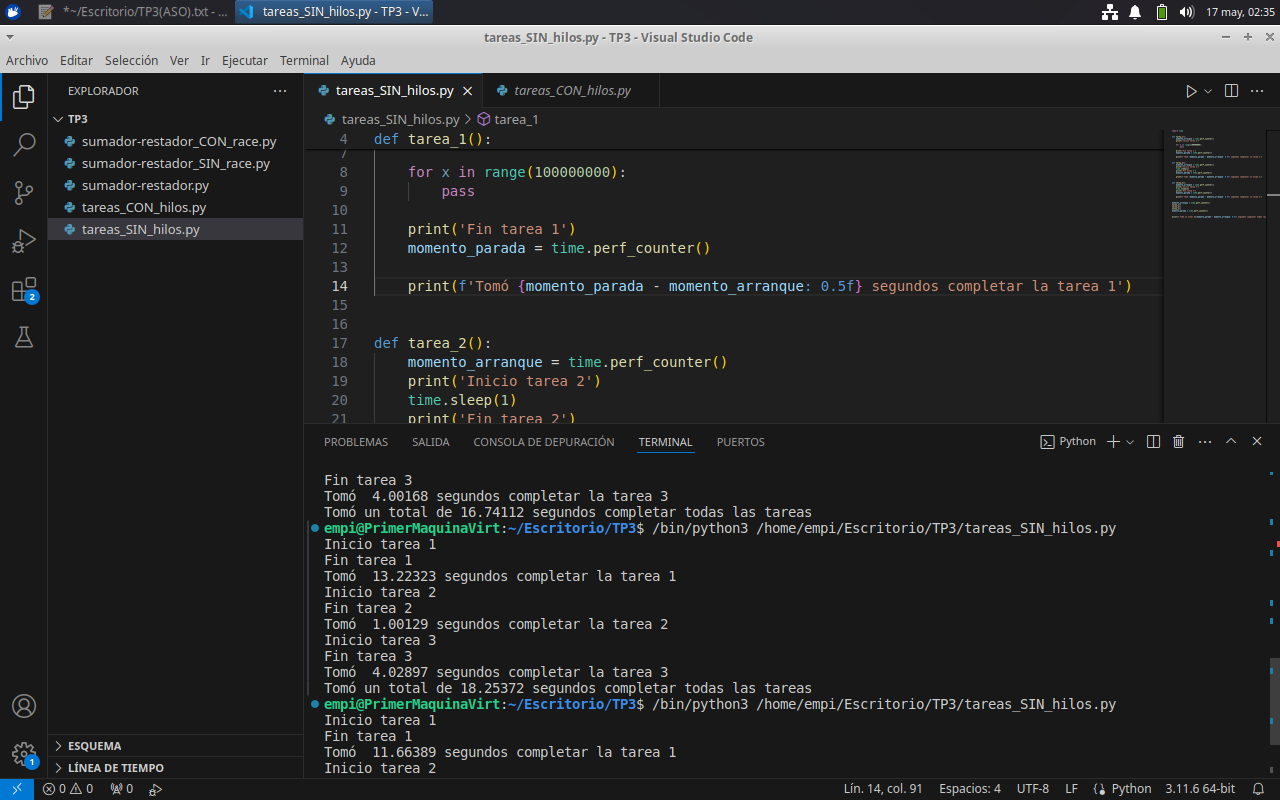 *~/Escritorio/TP3(ASO).txt - ...
tareas_SIN_hilos.py - TP3 - V...
17 may, 02:35
tareas_SIN_hilos.py - TP3 - Visual Studio Code
Archivo Editar Selección Ver Ir Ejecutar Terminal Ayuda
EXPLORADOR
TP3
sumador-restador_CON_race.py
sumador-restador_SIN_race.py
sumador-restador.py
tareas_CON_hilos.py
tareas_SIN_hilos.py
ESQUEMA
LÍNEA DE TIEMPO
2
1
tareas_SIN_hilos.py
tareas_CON_hilos.py
tareas_SIN_hilos.py > tarea_1
4 def tarea_1():
7
8 for x in range(100000000):
9 pass
10
11 print('Fin tarea 1')
12 momento_parada = time.perf_counter()
13
14 print(f'Tomó {momento_parada - momento_arranque: 0.5f} segundos completar la tarea 1')
15
16
17 def tarea_2():
18 momento_arranque = time.perf_counter()
19 print('Inicio tarea 2')
20 time.sleep(1)
21 print('Fin tarea 2')
PROBLEMAS SALIDA CONSOLA DE DEPURACIÓN TERMINAL PUERTOS
Python
Fin tarea 3
Tomó  4.00168 segundos completar la tarea 3
Tomó un total de 16.74112 segundos completar todas las tareas
empi@PrimerMaquinaVirt:~/Escritorio/TP3$ /bin/python3 /home/empi/Escritorio/TP3/tareas_SIN_hilos.py
Inicio tarea 1
Fin tarea 1
Tomó  13.22323 segundos completar la tarea 1
Inicio tarea 2
Fin tarea 2
Tomó  1.00129 segundos completar la tarea 2
Inicio tarea 3
Fin tarea 3
Tomó  4.02897 segundos completar la tarea 3
Tomó un total de 18.25372 segundos completar todas las tareas
empi@PrimerMaquinaVirt:~/Escritorio/TP3$ /bin/python3 /home/empi/Escritorio/TP3/tareas_SIN_hilos.py
Inicio tarea 1
Fin tarea 1
Tomó  11.66389 segundos completar la tarea 1
Inicio tarea 2
0 0 0
Lín. 14, col. 91 Espacios: 4 UTF-8 LF Python 3.11.6 64-bit